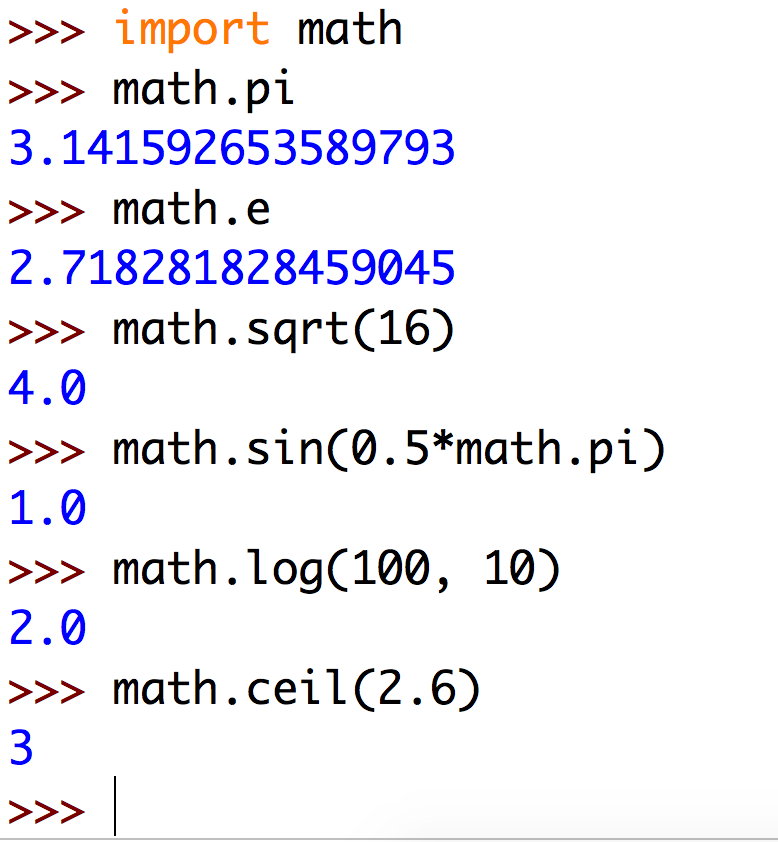 >>> import math
>>> math.pi
3.141592653589793
>>> math.e
2.718281828459045
>>> math.sqrt(16)
4.0
>>> math.sin(0.5*math.pi)
1.0
>>> math.log(100, 10)
2.0
>>> math.ceil(2.6)
3
>>>